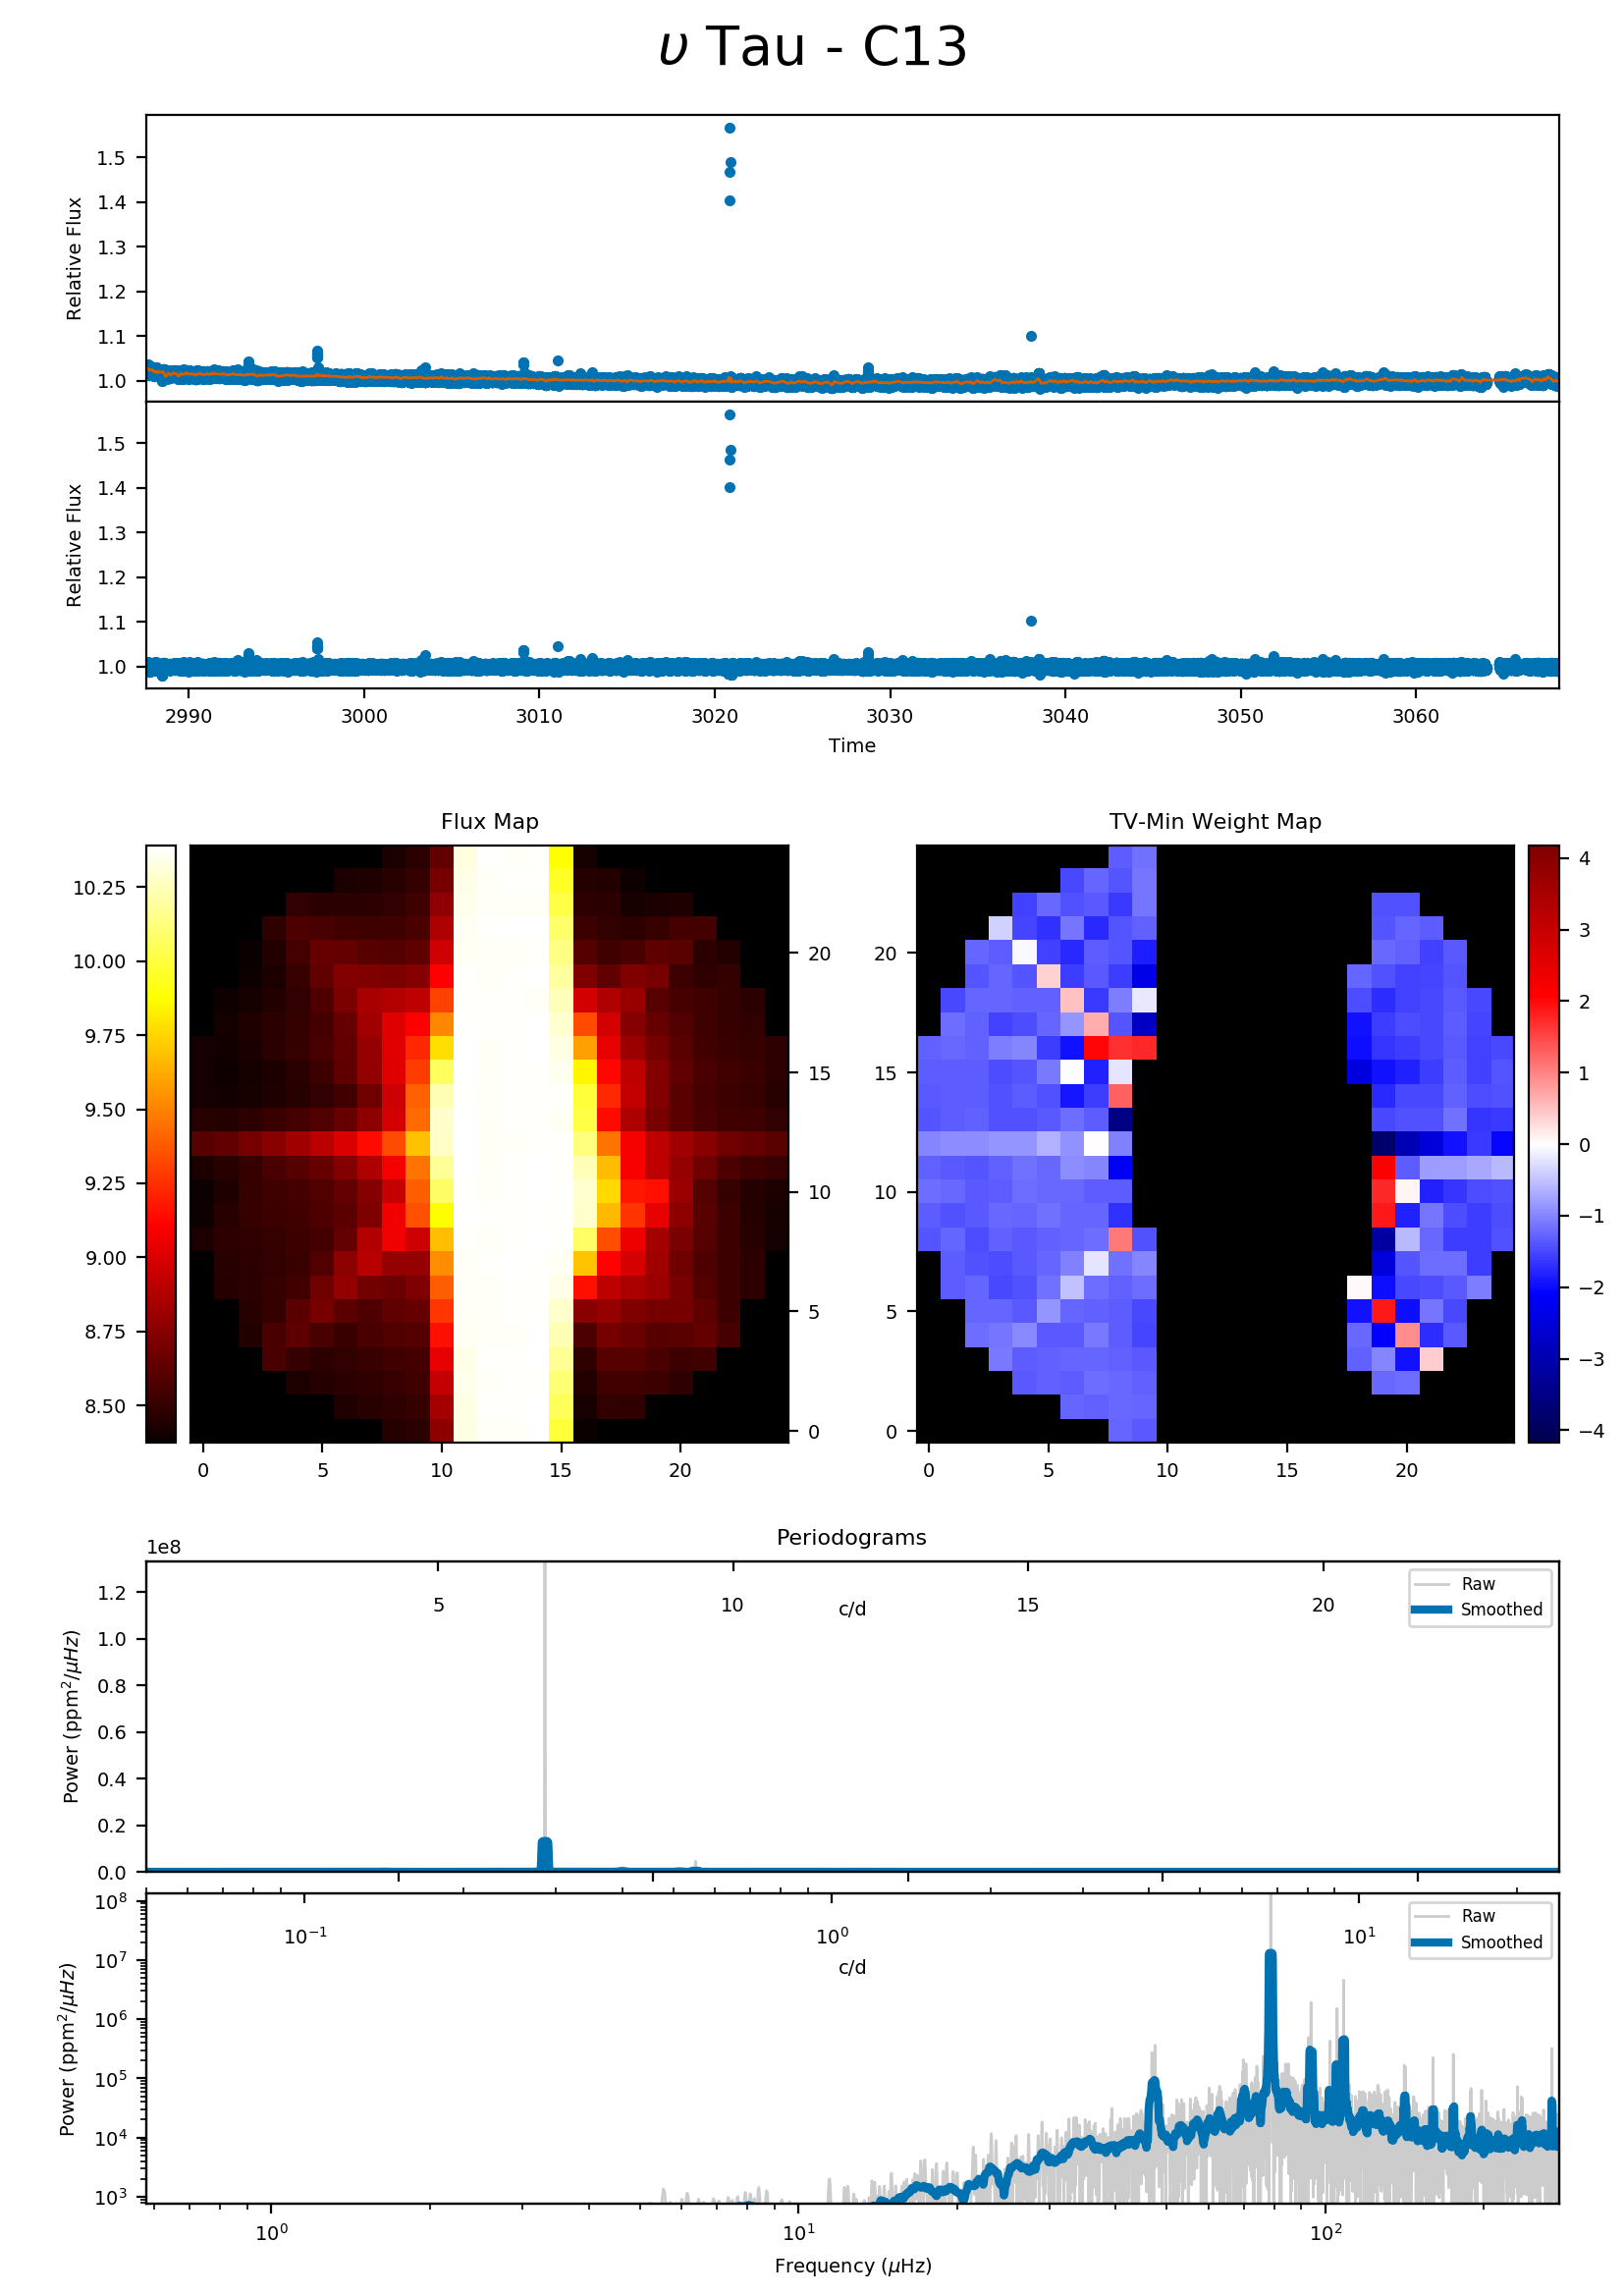 υ Tau - C13
1.5
1.4
1.3
1.2
1.1
1.0
Relative Flux
1.5
1.4
1.3
1.2
1.1
1.0
Relative Flux
2990 3000 3010 3020 3030 3040 3050 3060
Time
Flux Map
10.25
10.00
9.75
9.50
9.25
9.00
8.75
8.50
20
15
10
5
0
0 5 10 15 20
TV-Min Weight Map
20
15
10
5
0
0 5 10 15 20
4
3
2
1
0
−1
−2
−3
−4
Periodograms
1e8
1.2
1.0
0.8
0.6
0.4
0.2
0.0
Power (ppm²/μHz)
5 10 15 20
c/d
Raw
Smoothed
10⁸
10⁷
10⁶
10⁵
10⁴
10³
Power (ppm²/μHz)
10⁻¹ 10⁰ 10¹
c/d
Raw
Smoothed
10⁰ 10¹ 10²
Frequency (μHz)